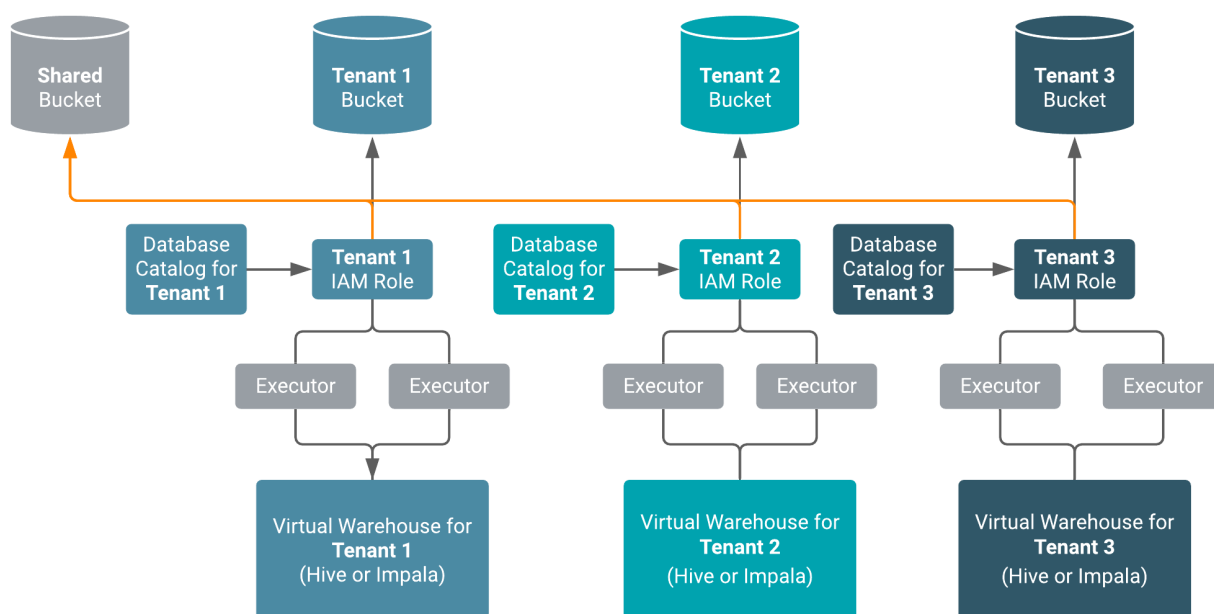 Shared
Bucket
Tenant 1
Bucket
Tenant 2
Bucket
Tenant 3
Bucket
Database
Catalog for
Tenant 1
Tenant 1
IAM Role
Database
Catalog for
Tenant 2
Tenant 2
IAM Role
Database
Catalog for
Tenant 3
Tenant 3
IAM Role
Executor
Executor
Executor
Executor
Executor
Executor
Virtual Warehouse for
Tenant 1
(Hive or Impala)
Virtual Warehouse for
Tenant 2
(Hive or Impala)
Virtual Warehouse for
Tenant 3
(Hive or Impala)